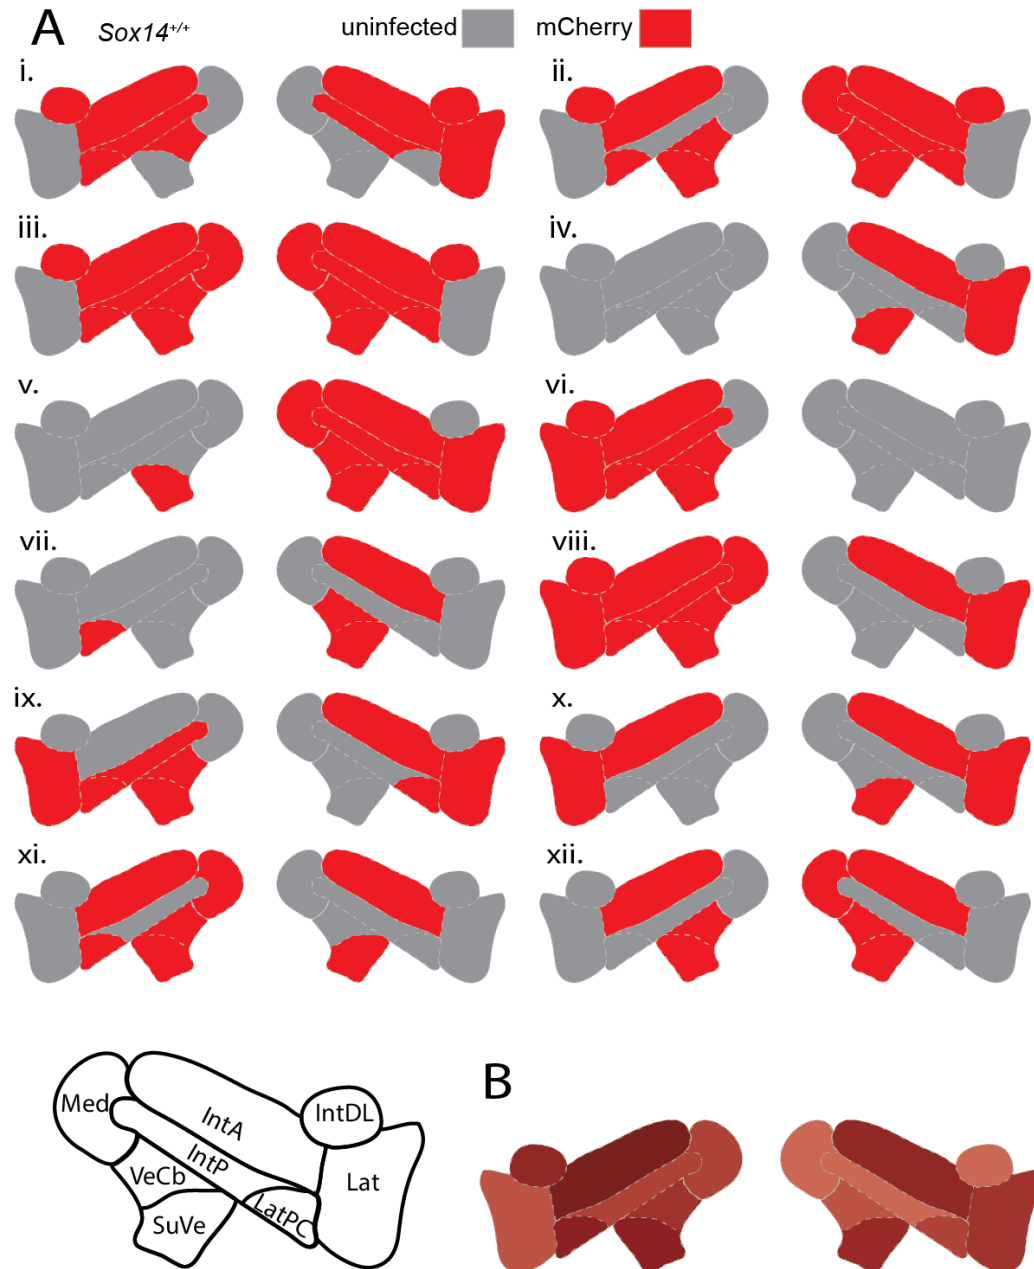 A Sox14+/+ uninfected mCherry
i. ii.
iii. iv.
v. vi.
vii. viii.
ix. x.
xi. xii.
B
Med IntA IntDL
IntP
VeCb Lat
LatPC
SuVe